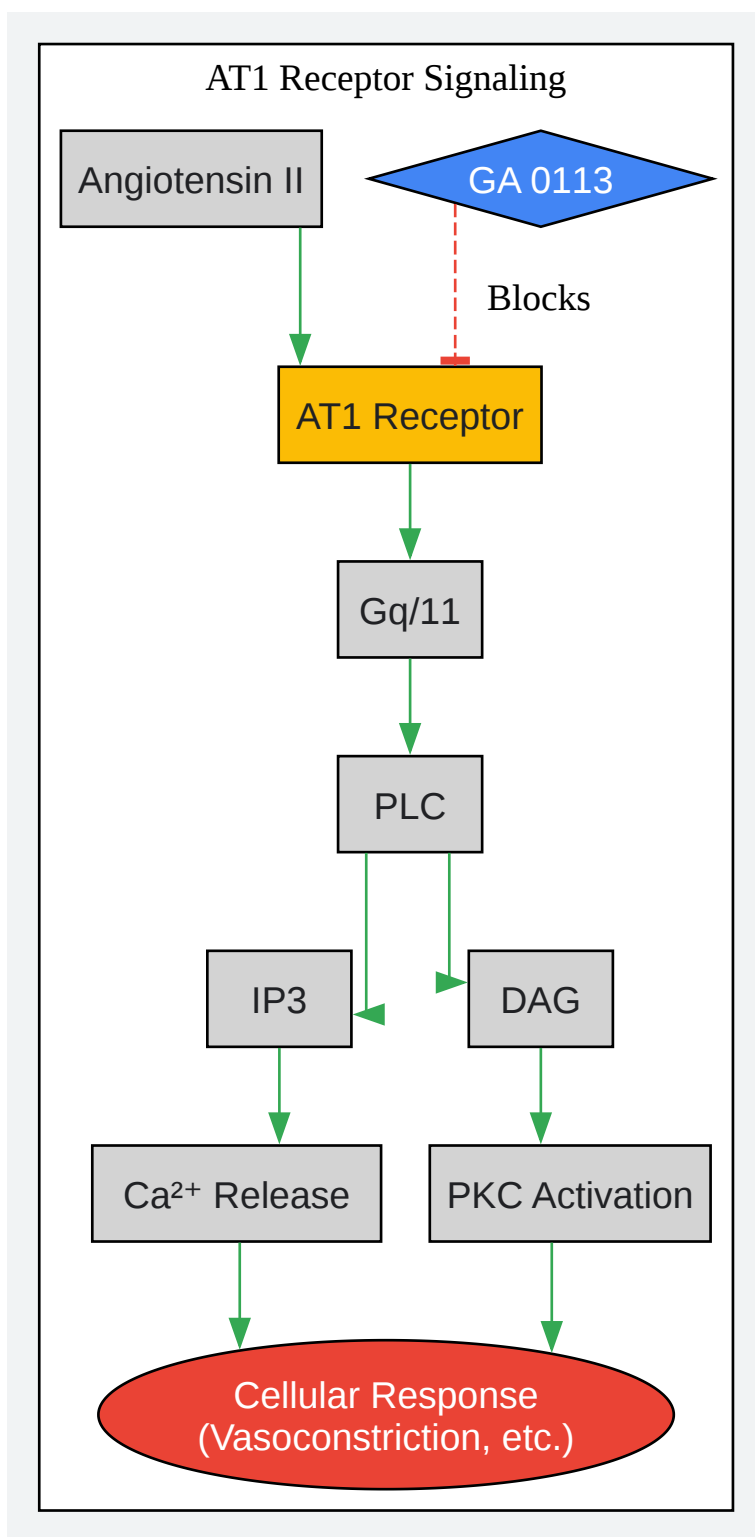 AT1 Receptor Signaling
Angiotensin II
GA 0113
Blocks
AT1 Receptor
Gq/11
PLC
IP3
DAG
Ca²⁺ Release
PKC Activation
Cellular Response
(Vasoconstriction, etc.)